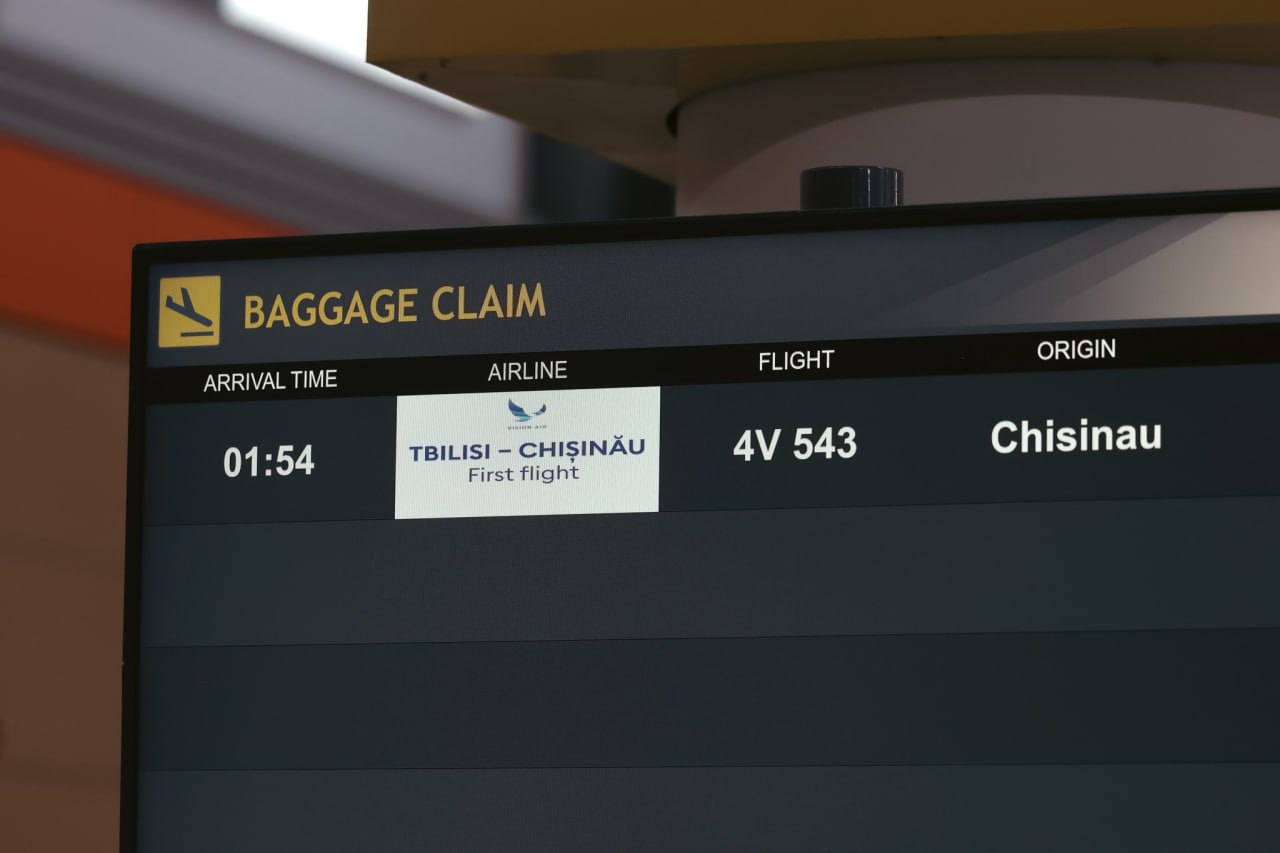 BAGGAGE CLAIM
ARRIVAL TIME AIRLINE FLIGHT ORIGIN
VISION AIR
01:54 TBILISI – CHIȘINĂU 4V 543 Chisinau
First flight